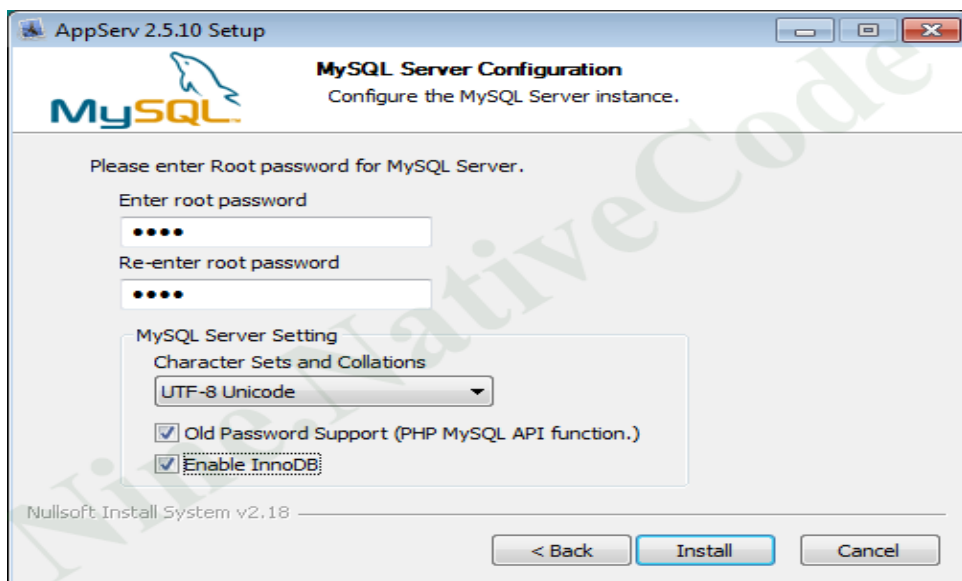 AppServ 2.5.10 Setup
MySQL
MySQL Server Configuration
Configure the MySQL Server instance.
Please enter Root password for MySQL Server.
Enter root password
••••
Re-enter root password
••••
MySQL Server Setting
Character Sets and Collations
UTF-8 Unicode
Old Password Support (PHP MySQL API function.)
Enable InnoDB
Nullsoft Install System v2.18
< Back
Install
Cancel
Nine.NativeCode